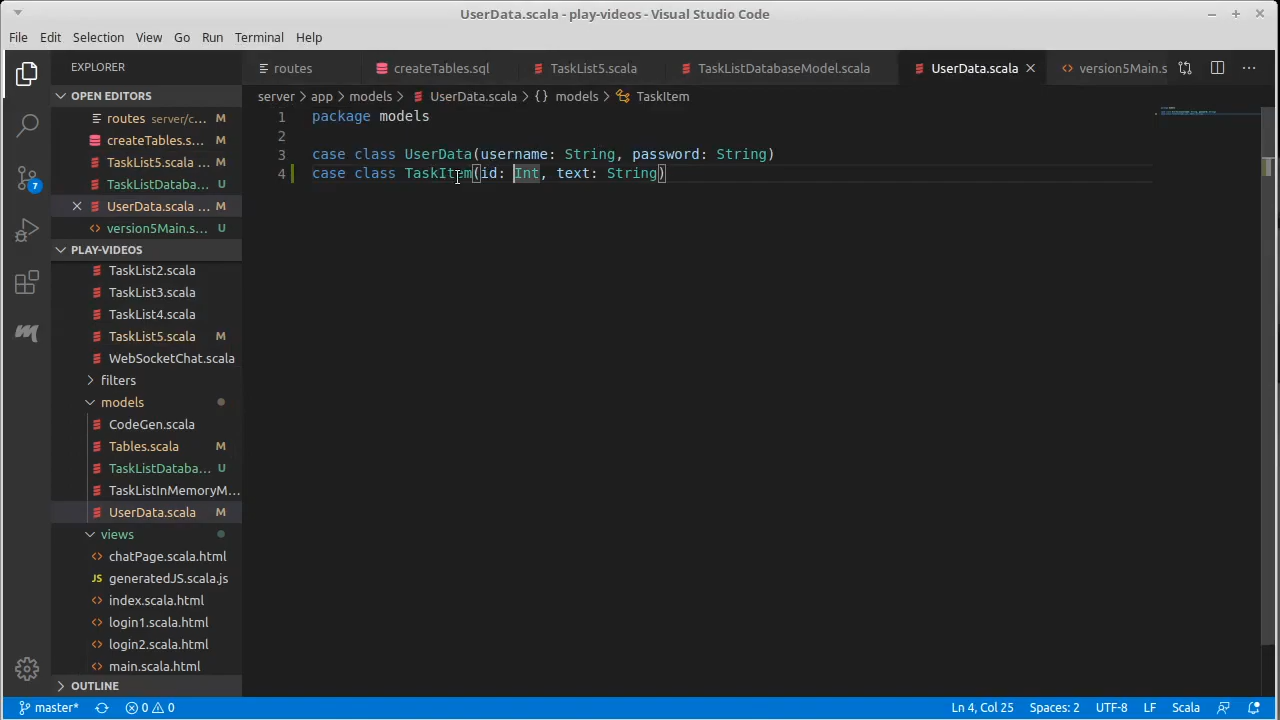 UserData.scala - play-videos - Visual Studio Code
File Edit Selection View Go Run Terminal Help
EXPLORER
OPEN EDITORS
routes server/c... M
createTables.s... M
TaskList5.scala ... M
TaskListDataba... U
UserData.scala ... M
version5Main.s... U
PLAY-VIDEOS
TaskList2.scala
TaskList3.scala
TaskList4.scala
TaskList5.scala M
WebSocketChat.scala
filters
models
CodeGen.scala
Tables.scala M
TaskListDataba... U
TaskListInMemoryM...
UserData.scala M
views
chatPage.scala.html
JS generatedJS.scala.js
index.scala.html
login1.scala.html
login2.scala.html
main.scala.html
OUTLINE
7
routes createTables.sql TaskList5.scala TaskListDatabaseModel.scala UserData.scala version5Main.s
server > app > models > UserData.scala > {} models > TaskItem
1 package models
2
3 case class UserData(username: String, password: String)
4 case class TaskItem(id: Int, text: String)
master* 0 0 Ln 4, Col 25 Spaces: 2 UTF-8 LF Scala